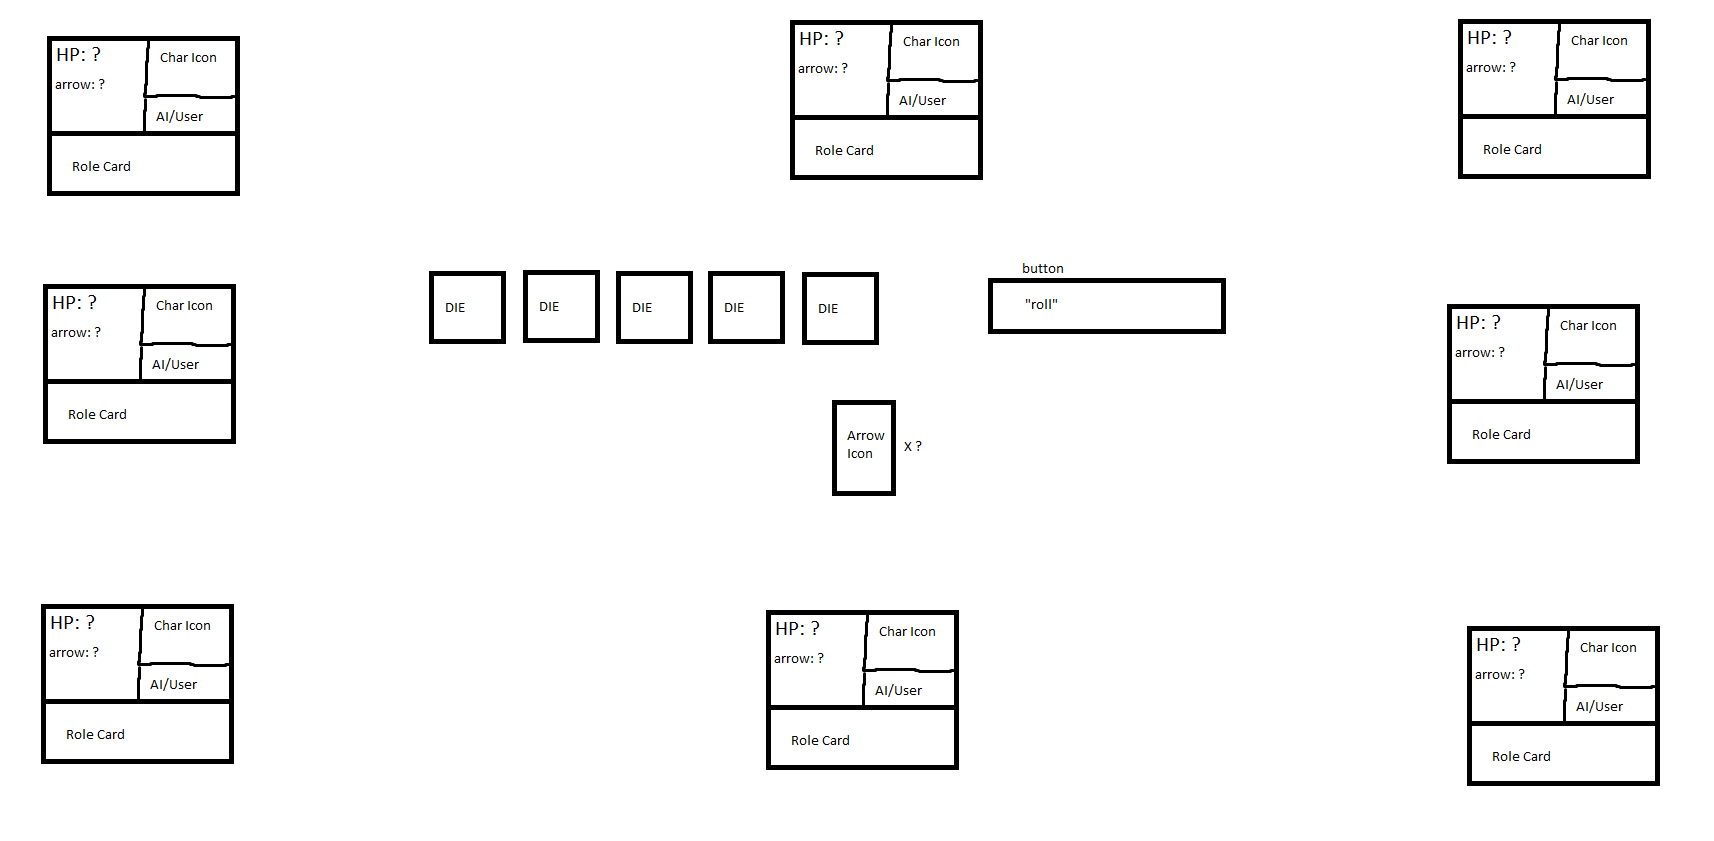 HP: ?
Char Icon
arrow: ?
AI/User
Role Card
HP: ?
Char Icon
arrow: ?
AI/User
Role Card
HP: ?
Char Icon
arrow: ?
AI/User
Role Card
HP: ?
Char Icon
arrow: ?
AI/User
Role Card
DIE
DIE
DIE
DIE
DIE
button
"roll"
Arrow
Icon
X ?
HP: ?
Char Icon
arrow: ?
AI/User
Role Card
HP: ?
Char Icon
arrow: ?
AI/User
Role Card
HP: ?
Char Icon
arrow: ?
AI/User
Role Card
HP: ?
Char Icon
arrow: ?
AI/User
Role Card